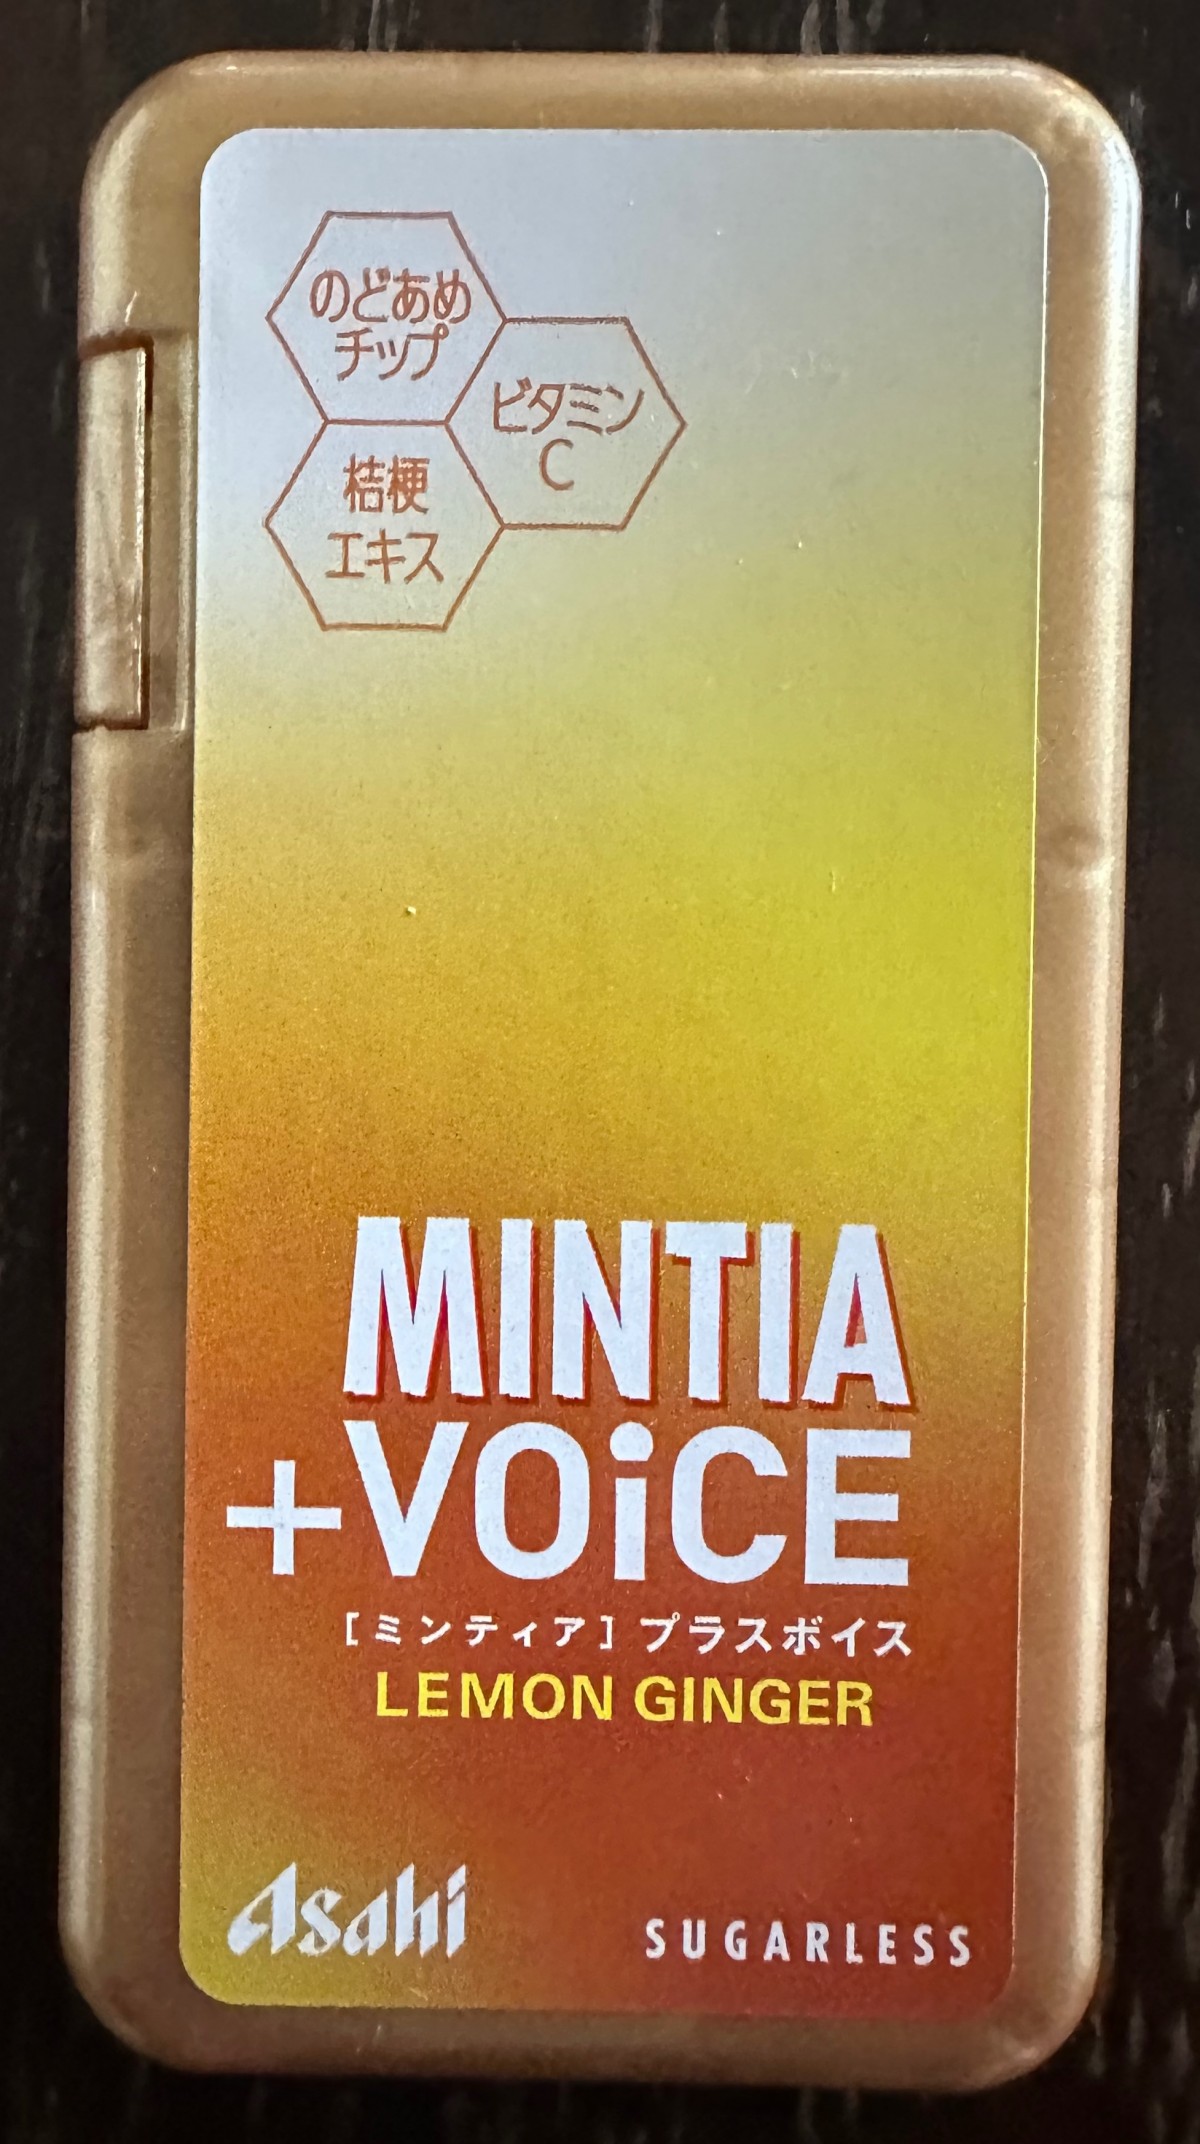 のどあめ
チップ
ビタミン
C
桔梗
エキス
MINTIA
+VOiCE
［ミンティア］プラスボイス
LEMON GINGER
Asahi
SUGARLESS